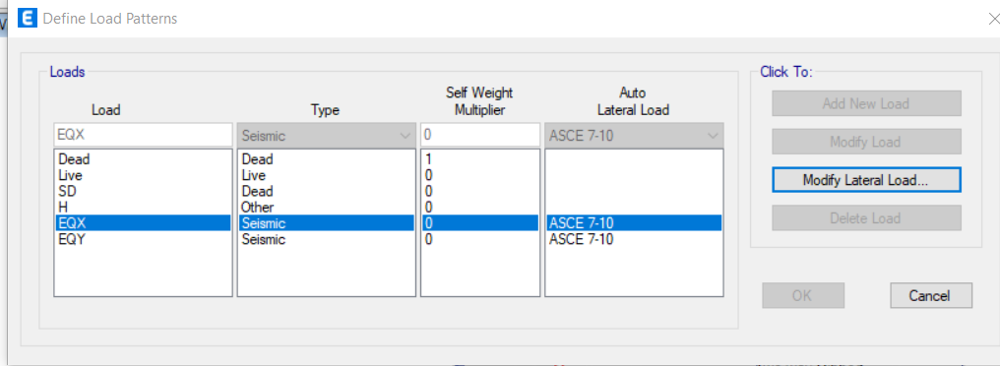 E Define Load Patterns
Loads
Click To:
Load Type Self Weight Multiplier Auto Lateral Load
EQX Seismic 0 ASCE 7-10
Add New Load
Modify Load
Modify Lateral Load...
Delete Load
Dead Dead 1
Live Live 0
SD Dead 0
H Other 0
EQX Seismic 0 ASCE 7-10
EQY Seismic 0 ASCE 7-10
OK
Cancel